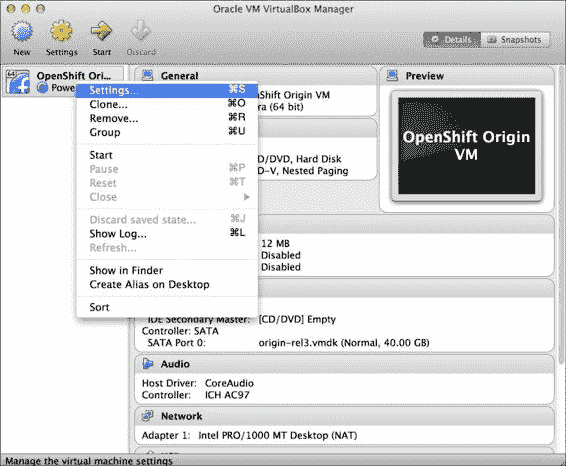 Oracle VM VirtualBox Manager
New
Settings
Start
Discard
Details
Snapshots
64
OpenShift Ori...
Powe
Settings... ⌘S
Clone... ⌘O
Remove... ⌘R
Group ⌘U
Start
Pause ⌘P
Reset ⌘T
Close
Discard saved state... ⌘J
Show Log... ⌘L
Refresh...
Show in Finder
Create Alias on Desktop
Sort
General
Shift Origin VM
ra (64 bit)
D/DVD, Hard Disk
D-V, Nested Paging
12 MB
Disabled
Disabled
IDE Secondary Master: [CD/DVD] Empty
Controller: SATA
SATA Port 0: origin-rel3.vmdk (Normal, 40.00 GB)
Audio
Host Driver: CoreAudio
Controller: ICH AC97
Network
Adapter 1: Intel PRO/1000 MT Desktop (NAT)
Preview
OpenShift Origin
VM
Manage the virtual machine settings